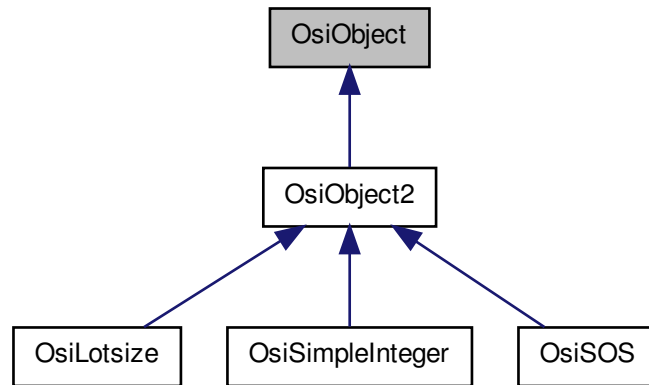 OsiObject
OsiObject2
OsiLotsize
OsiSimpleInteger
OsiSOS